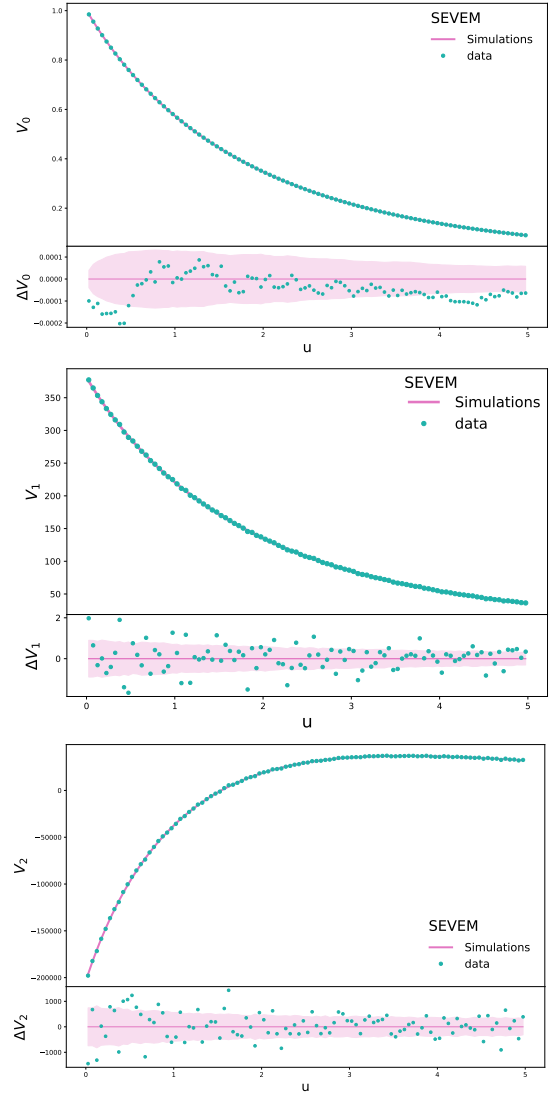 SEVEM
Simulations
data
V0
1.0
0.8
0.6
0.4
0.2
ΔV0
0.0001
0.0000
−0.0001
−0.0002
0 1 2 3 4 5
u
SEVEM
Simulations
data
V1
350
300
250
200
150
100
50
ΔV1
2
0
0 1 2 3 4 5
u
V2
0
−50000
−100000
−150000
−200000
SEVEM
Simulations
data
ΔV2
1000
0
−1000
0 1 2 3 4 5
u